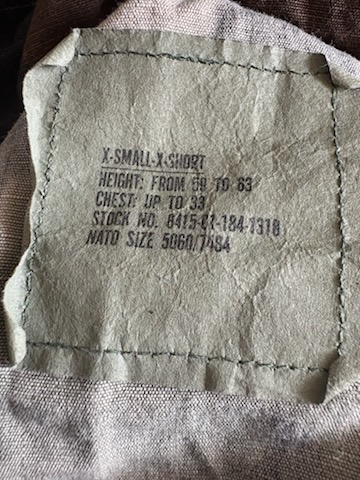 X-SMALL-X-SHORT
HEIGHT: FROM 59 TO 63
CHEST: UP TO 33
STOCK NO. 8415-01-184-1318
NATO SIZE 5060/7484